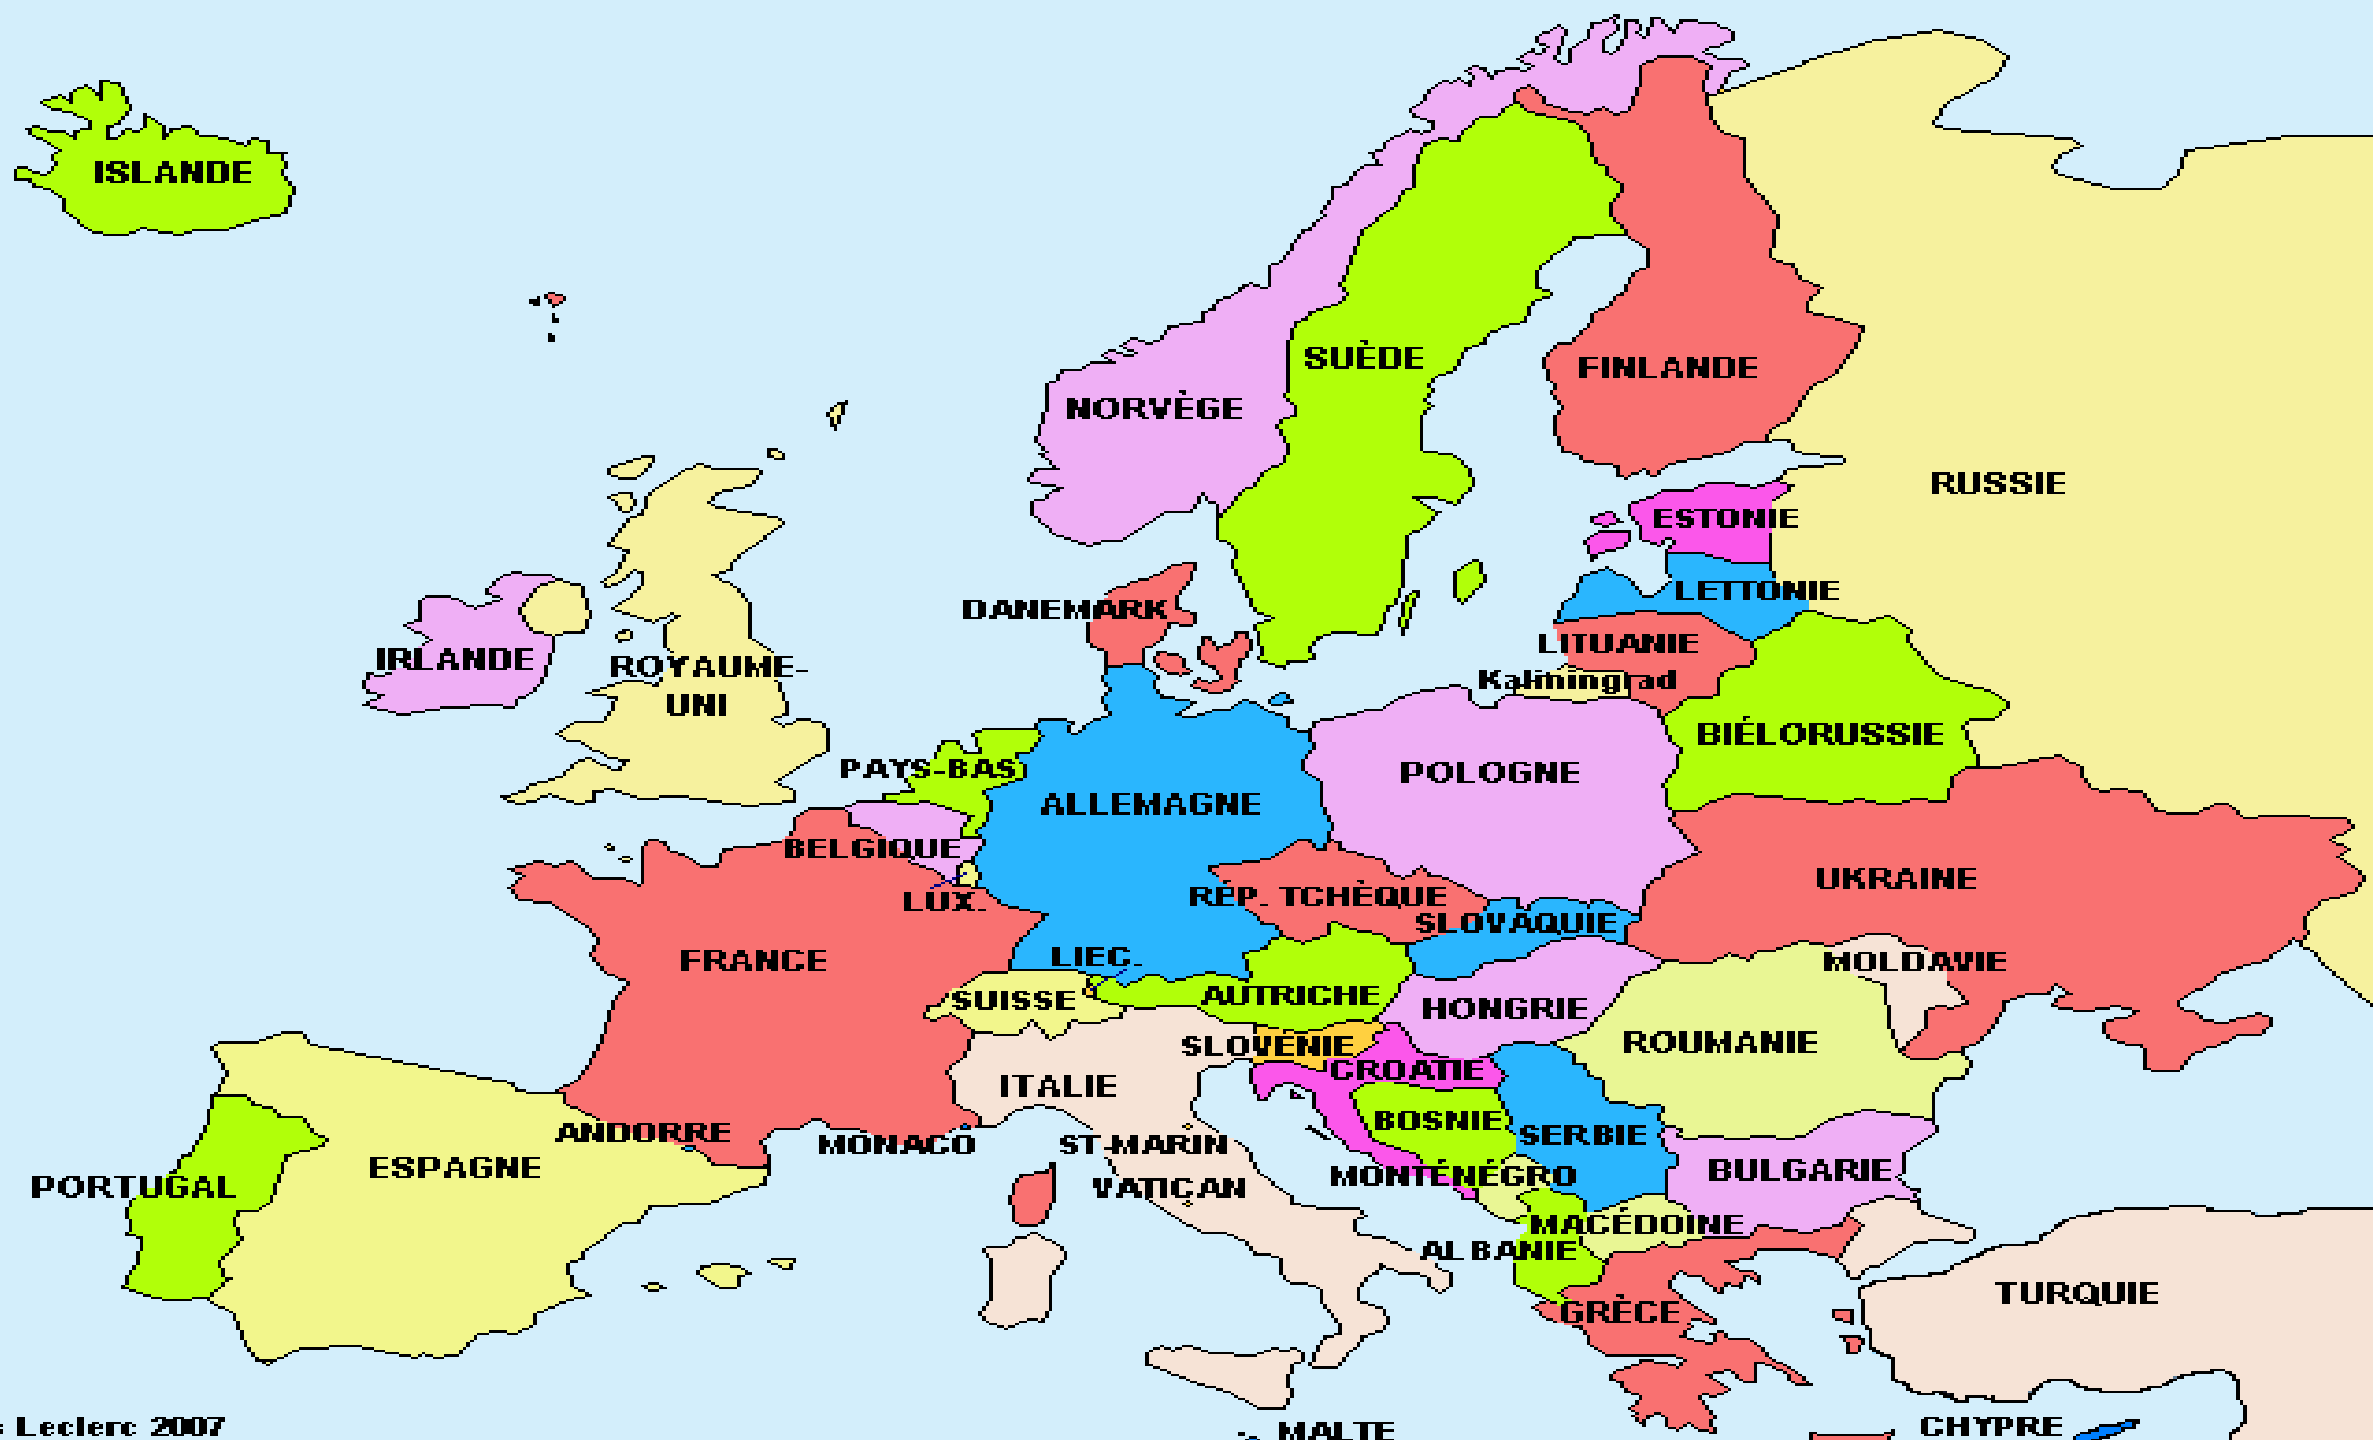 ISLANDE
SUÈDE
FINLANDE
NORVÈGE
RUSSIE
ESTONIE
LETTONIE
DANEMARK
LITUANIE
IRLANDE
ROYAUME-
UNI
Kaliningrad
BIÉLORUSSIE
PAYS-BAS
POLOGNE
ALLEMAGNE
BELGIQUE
UKRAINE
RÉP. TCHÈQUE
LUX.
SLOVAQUIE
FRANCE
LIEC.
MOLDAVIE
SUISSE
AUTRICHE
HONGRIE
ROUMANIE
SLOVÉNIE
CROATIE
ITALIE
BOSNIE
ANDORRE
SERBIE
MONACO
ST-MARIN
ESPAGNE
BULGARIE
MONTÉNÉGRO
PORTUGAL
VATICAN
MACÉDOINE
ALBANIE
TURQUIE
GRÈCE
Leclerc 2007
CHYPRE
MALTE